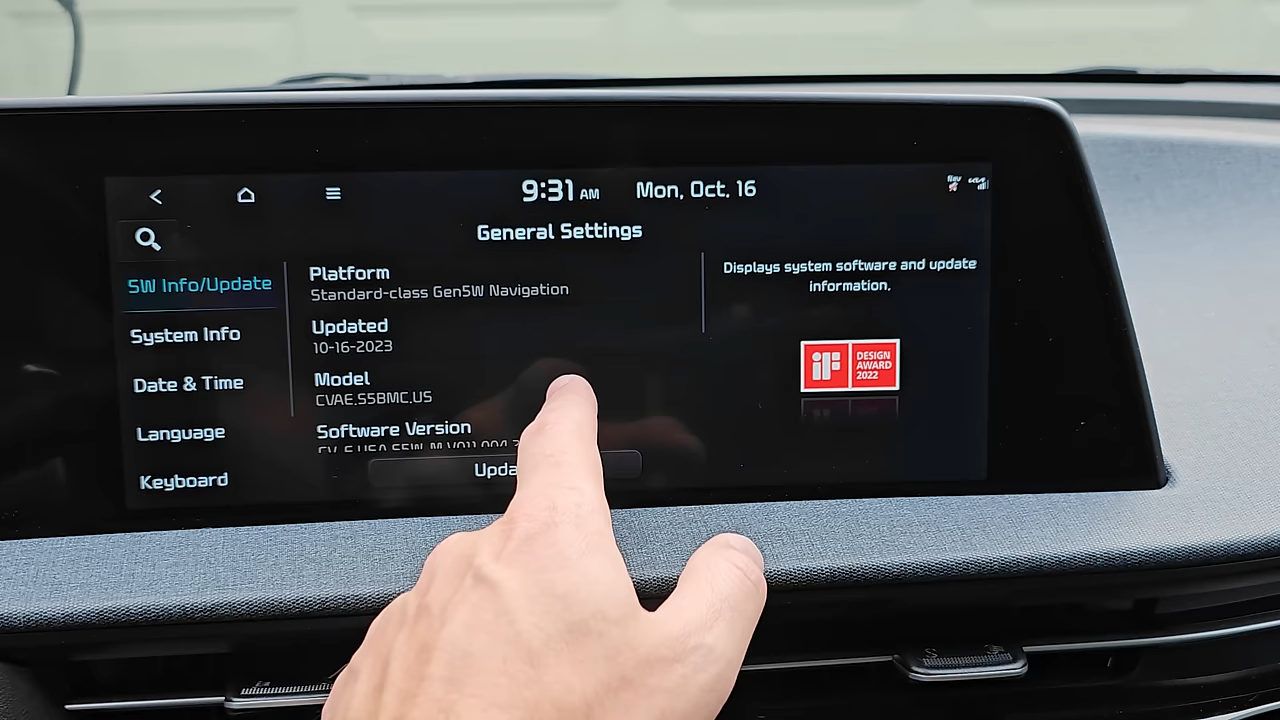 9:31 AM Mon, Oct. 16
General Settings
SW Info/Update
System Info
Date & Time
Language
Keyboard
Platform
Standard-class Gen5W Navigation
Updated
10-16-2023
Model
CVAE.S5BMC.US
Software Version
Upda
Displays system software and update
information.
iF
DESIGN
AWARD
2022